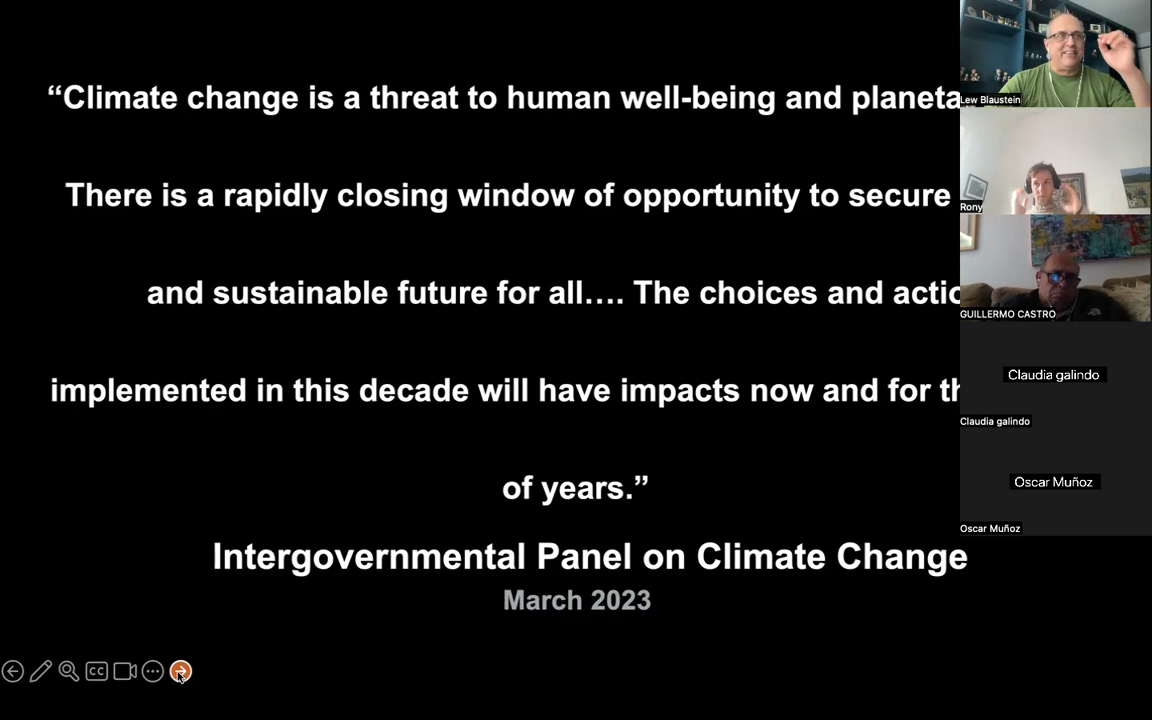 “Climate change is a threat to human well-being and planeta
There is a rapidly closing window of opportunity to secure
and sustainable future for all…. The choices and actio
implemented in this decade will have impacts now and for th
of years.”
Intergovernmental Panel on Climate Change
March 2023
Lew Blaustein
Rony
GUILLERMO CASTRO
Claudia galindo
Claudia galindo
Oscar Muñoz
Oscar Muñoz
CC